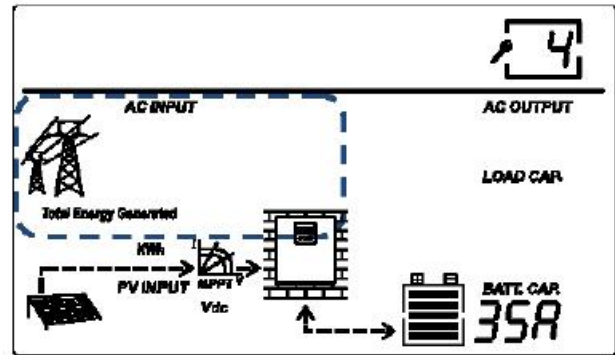 4
AC INPUT AC OUTPUT
LOAD CAP.
Total Energy Generated
KWh
PV INPUT MPPT V BATT. CAP.
Vdc 35A